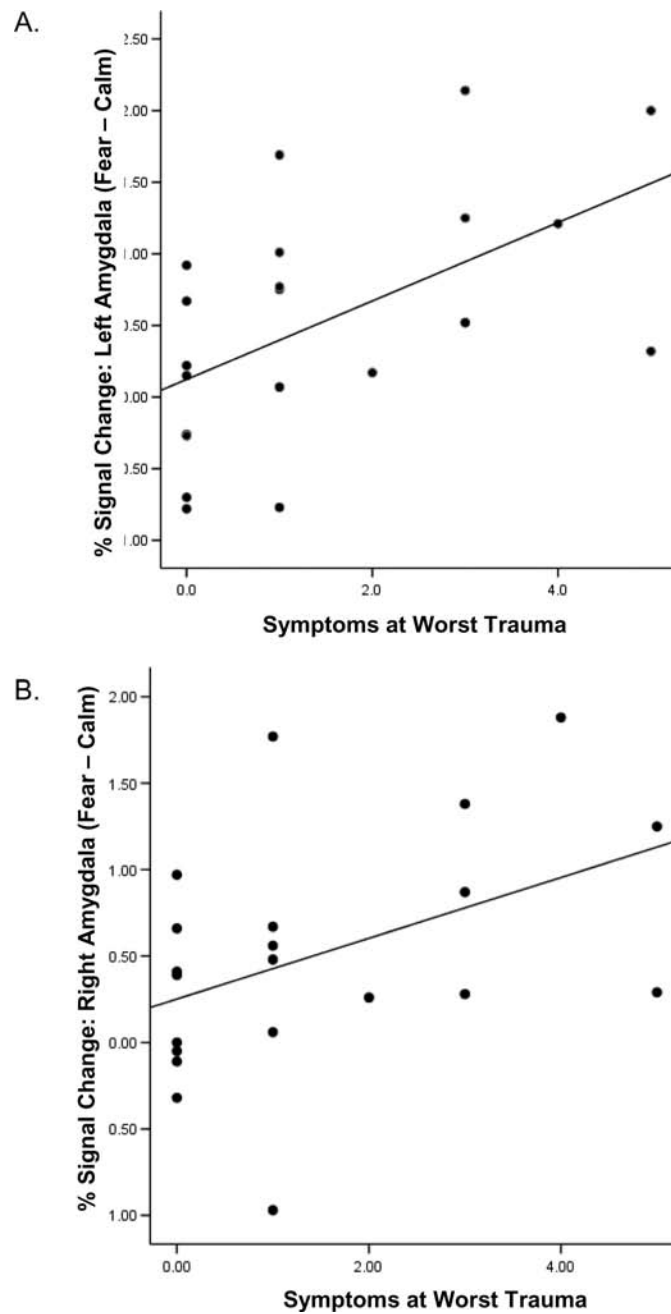 A.
% Signal Change: Left Amygdala (Fear – Calm)
2.50
2.00
1.50
1.00
0.50
0.00
0.50
1.00
0.0 2.0 4.0
Symptoms at Worst Trauma
B.
% Signal Change: Right Amygdala (Fear – Calm)
2.00
1.50
1.00
0.50
0.00
0.50
1.00
0.00 2.00 4.00
Symptoms at Worst Trauma